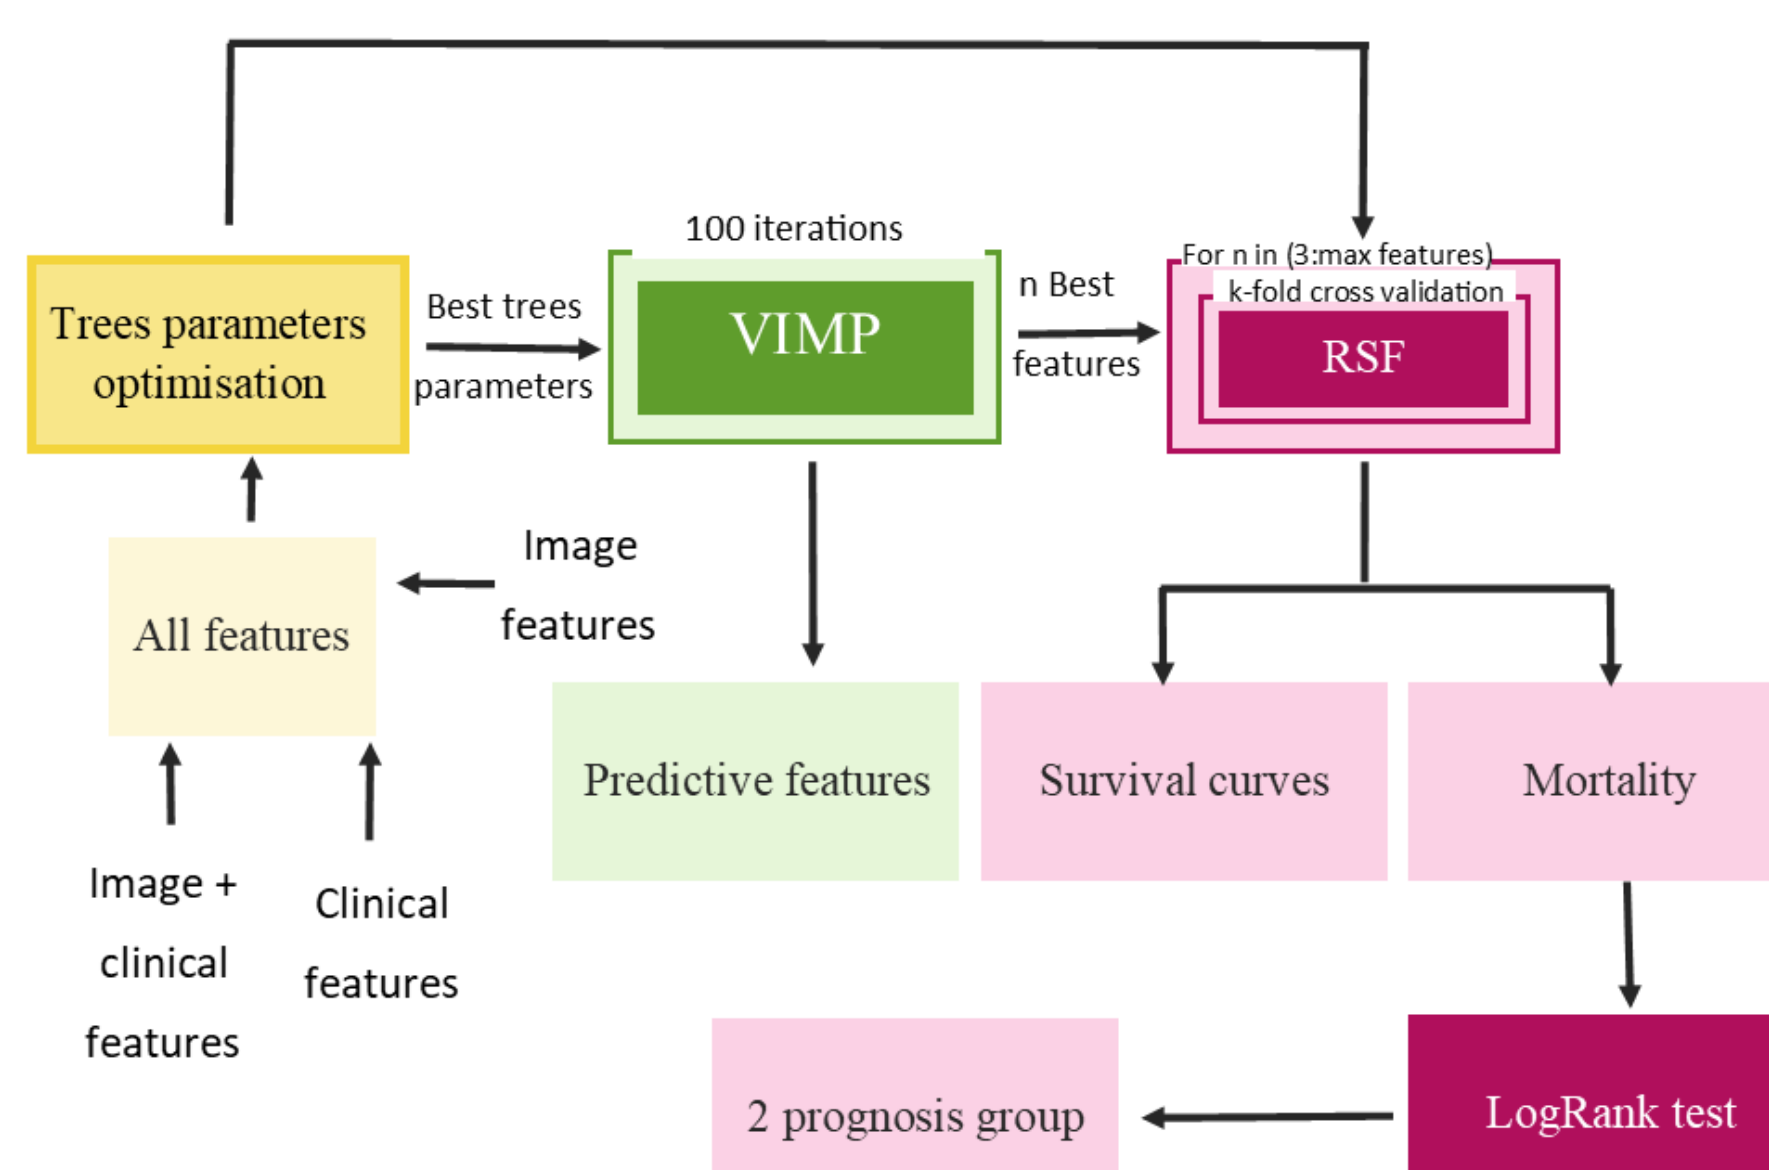 100 iterations
For n in (3:max features)
k-fold cross validation
Trees parameters
optimisation
Best trees
parameters
VIMP
n Best
features
RSF
Image
features
All features
Predictive features
Survival curves
Mortality
Image +
clinical
features
Clinical
features
2 prognosis group
LogRank test